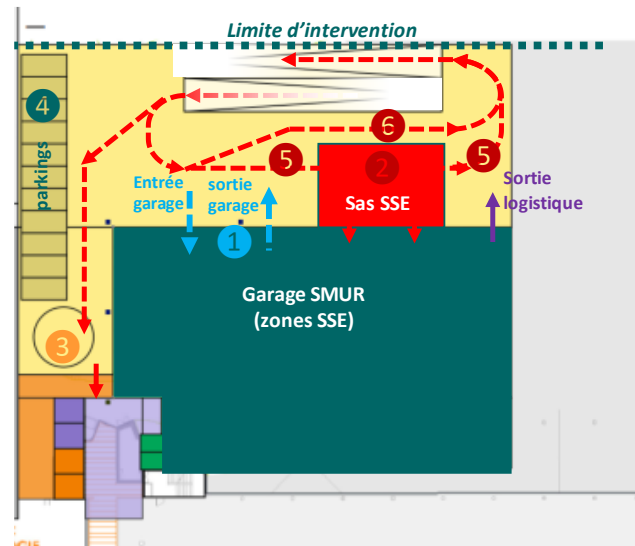 Limite d’intervention
4
parkings
6
5
2
5
Entrée
garage
sortie
garage
Sas SSE
Sortie
logistique
1
Garage SMUR
(zones SSE)
3